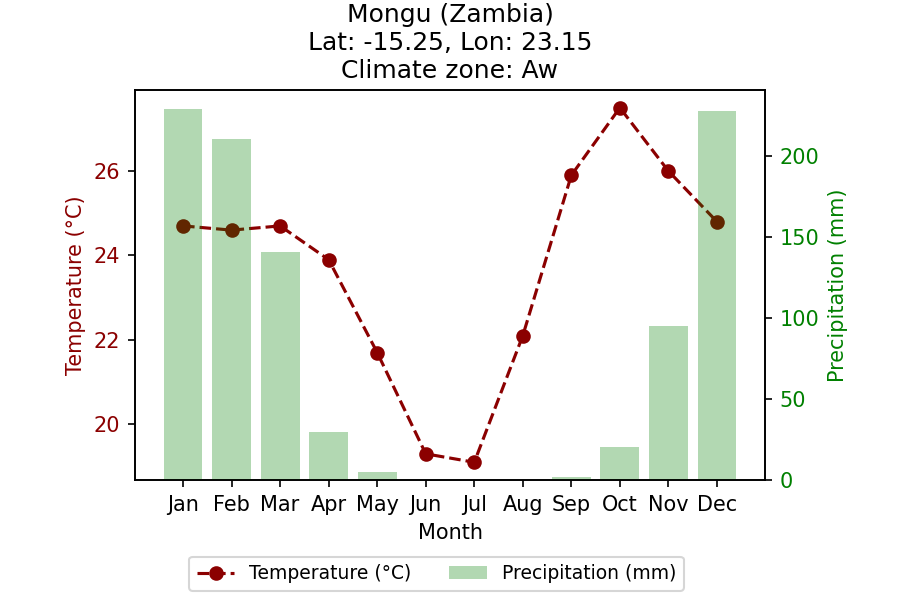 Mongu (Zambia)
Lat: -15.25, Lon: 23.15
Climate zone: Aw
Temperature (°C)
26
24
22
20
Precipitation (mm)
200
150
100
50
0
Jan Feb Mar Apr May Jun Jul Aug Sep Oct Nov Dec
Month
Temperature (°C) Precipitation (mm)